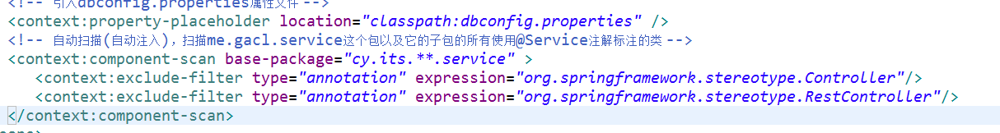 <!-- 引入dbconfig.properties属性文件 -->
<context:property-placeholder location="classpath:dbconfig.properties" />
<!-- 自动扫描(自动注入), 扫描me.gacl.service这个包以及它的子包的所有使用@Service注解标注的类 -->
<context:component-scan base-package="cy.its.**.service" >
<context:exclude-filter type="annotation" expression="org.springframework.stereotype.Controller"/>
<context:exclude-filter type="annotation" expression="org.springframework.stereotype.RestController"/>
</context:component-scan>